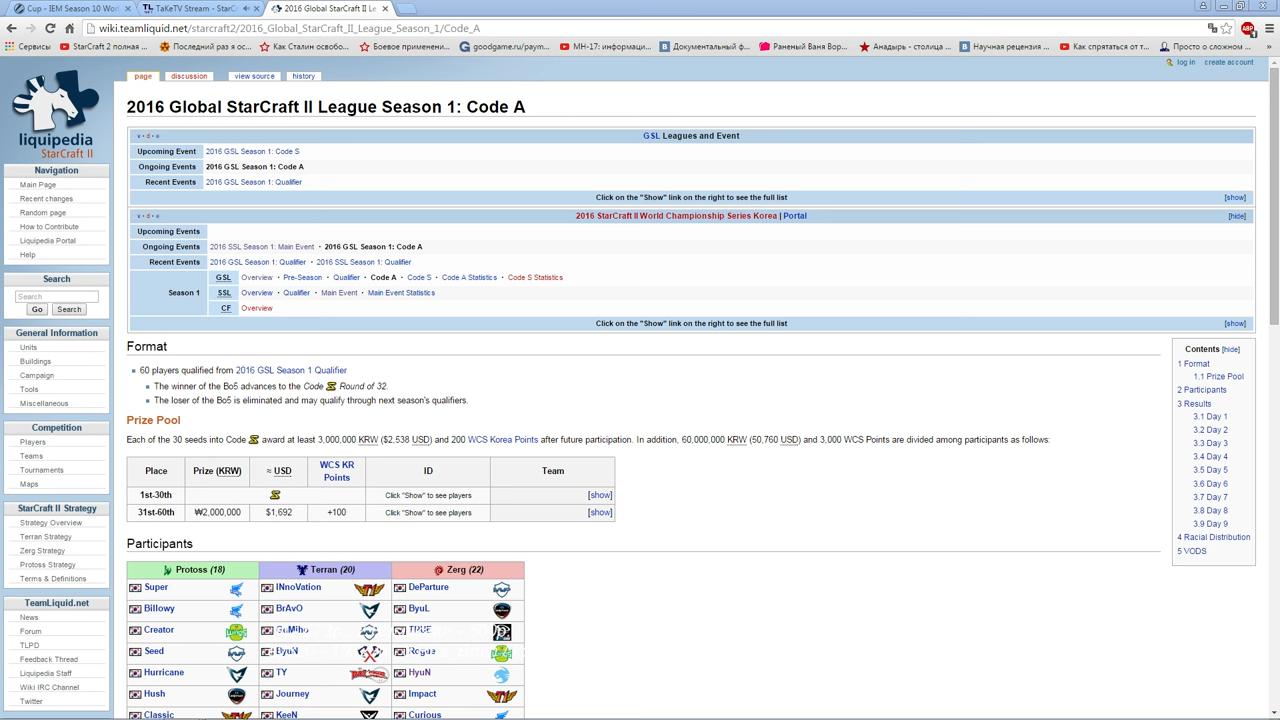 Cup - IEM Season 10 Worl
TaKeTV Stream - StarC
2016 Global StarCraft II Le
wiki.teamliquid.net/starcraft2/2016_Global_StarCraft_II_League_Season_1/Code_A
Сервисы
StarCraft 2 полная ...
Последний раз я ос...
Как Сталин освобо...
Боевое применени...
goodgame.ru/paym...
МН-17: информаци...
Документальный ф...
Раненый Ваня Вор...
Анадырь - столица ...
Научная рецензия ...
Как спрятаться от т...
Просто о сложном ...
log in create account
page discussion view source history
liquipedia
StarCraft II
2016 Global StarCraft II League Season 1: Code A
v • d • e GSL Leagues and Event
Upcoming Event 2016 GSL Season 1: Code S
Ongoing Events 2016 GSL Season 1: Code A
Recent Events 2016 GSL Season 1: Qualifier
Click on the "Show" link on the right to see the full list [show]
v • d • e 2016 StarCraft II World Championship Series Korea | Portal [hide]
Upcoming Events
Ongoing Events 2016 SSL Season 1: Main Event • 2016 GSL Season 1: Code A
Recent Events 2016 GSL Season 1: Qualifier • 2016 SSL Season 1: Qualifier
Season 1
GSL Overview • Pre-Season • Qualifier • Code A • Code S • Code A Statistics • Code S Statistics
SSL Overview • Qualifier • Main Event • Main Event Statistics
CF Overview
Click on the "Show" link on the right to see the full list [show]
Navigation
Main Page
Recent changes
Random page
How to Contribute
Liquipedia Portal
Help
Search
Search
Go Search
General Information
Units
Buildings
Campaign
Tools
Miscellaneous
Competition
Players
Teams
Tournaments
Maps
StarCraft II Strategy
Strategy Overview
Terran Strategy
Zerg Strategy
Protoss Strategy
Terms & Definitions
TeamLiquid.net
News
Forum
TLPD
Feedback Thread
Liquipedia Staff
Wiki IRC Channel
Twitter
Format
60 players qualified from 2016 GSL Season 1 Qualifier
The winner of the Bo5 advances to the Code S Round of 32.
The loser of the Bo5 is eliminated and may qualify through next season's qualifiers.
Prize Pool
Each of the 30 seeds into Code S award at least 3,000,000 KRW ($2,538 USD) and 200 WCS Korea Points after future participation. In addition, 60,000,000 KRW (50,760 USD) and 3,000 WCS Points are divided among participants as follows:
Place Prize (KRW) ≈ USD WCS KR Points ID Team
1st-30th S Click "Show" to see players [show]
31st-60th ₩2,000,000 $1,692 +100 Click "Show" to see players [show]
Participants
Protoss (18) Terran (20) Zerg (22)
Super INnoVation DeParture
Billowy BrAvO ByuL
Creator GuMiho TRUE
Seed ByuN Rogue
Hurricane TY HyuN
Hush Journey Impact
Classic KeeN Curious
Contents [hide]
1 Format
1.1 Prize Pool
2 Participants
3 Results
3.1 Day 1
3.2 Day 2
3.3 Day 3
3.4 Day 4
3.5 Day 5
3.6 Day 6
3.7 Day 7
3.8 Day 8
3.9 Day 9
4 Racial Distribution
5 VODS